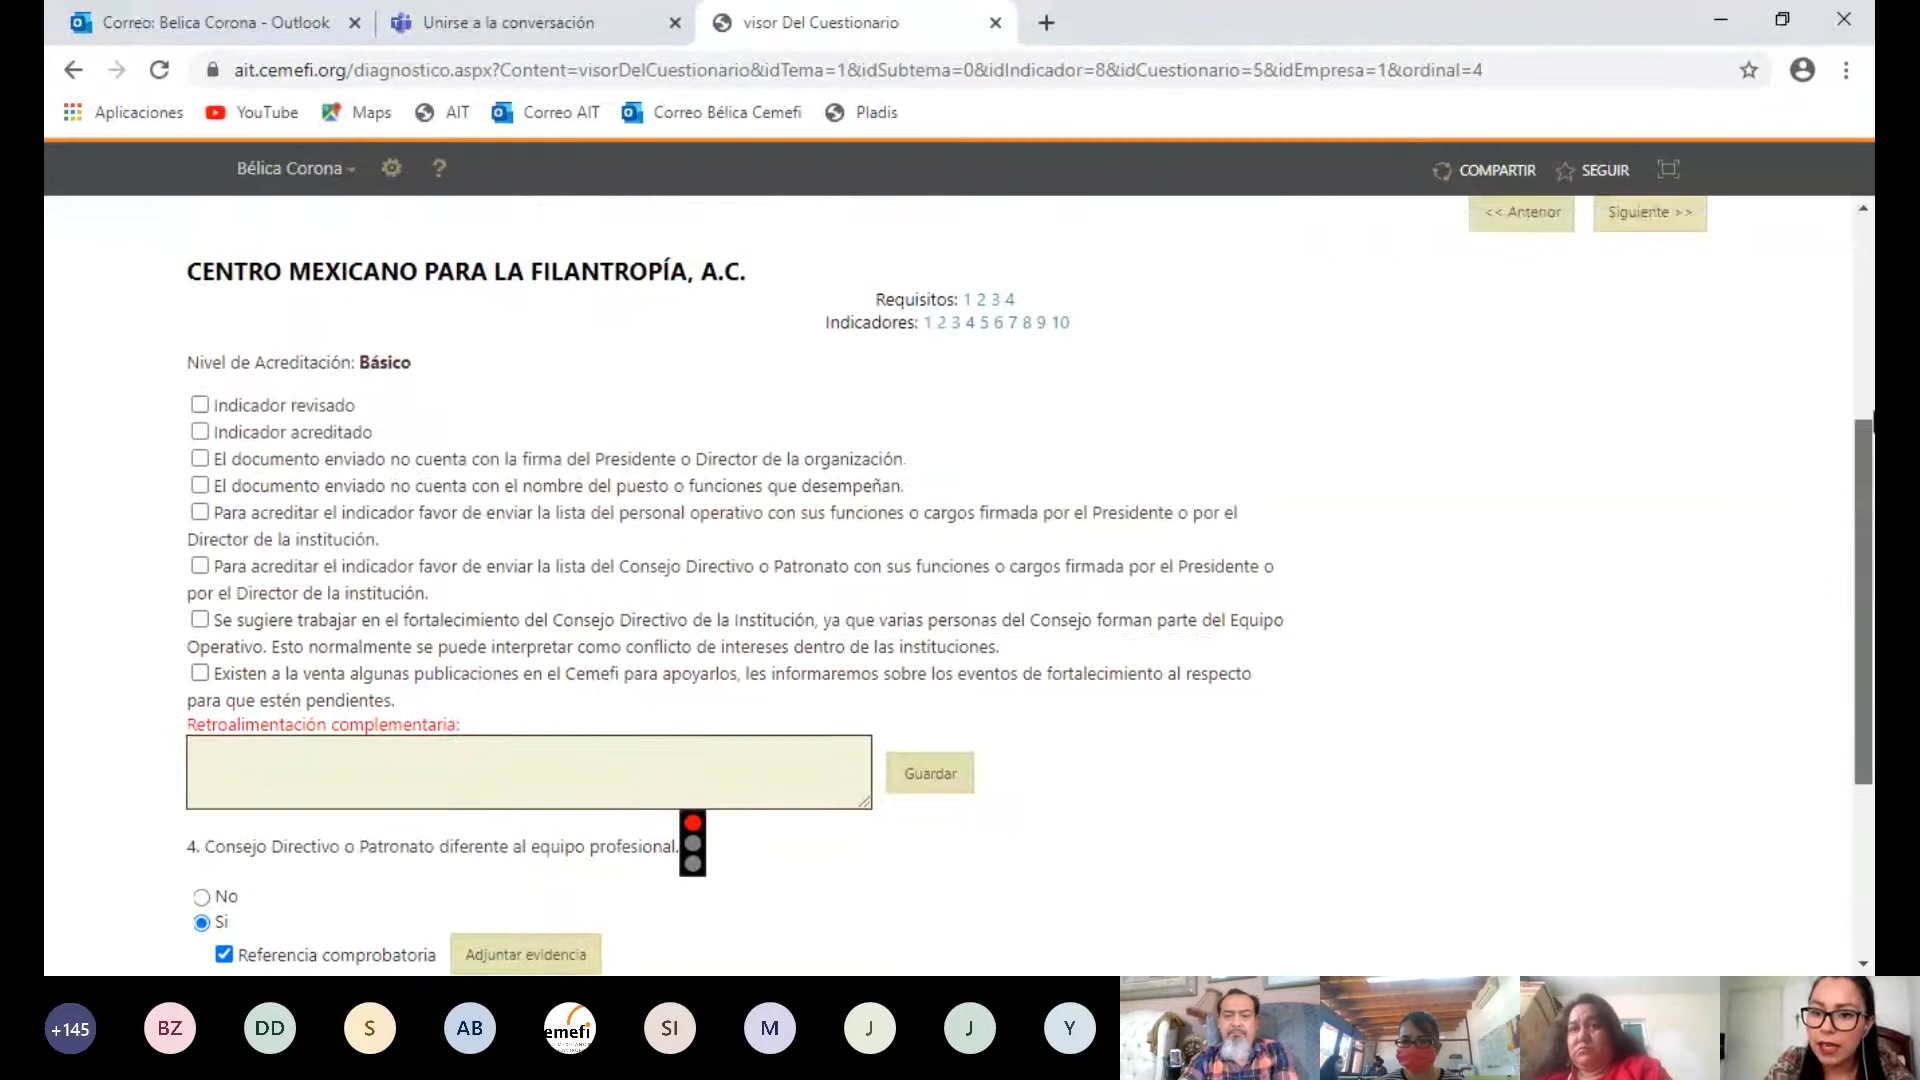 Correo: Belica Corona - Outlook
Unirse a la conversación
visor Del Cuestionario
ait.cemefi.org/diagnostico.aspx?Content=visorDelCuestionario&idTema=1&idSubtema=0&idIndicador=8&idCuestionario=5&idEmpresa=1&ordinal=4
Aplicaciones YouTube Maps AIT Correo AIT Correo Bélica Cemefi Pladis
Bélica Corona ? COMPARTIR SEGUIR
<< Anterior Siguiente >>
CENTRO MEXICANO PARA LA FILANTROPÍA, A.C.
Requisitos: 1 2 3 4
Indicadores: 1 2 3 4 5 6 7 8 9 10
Nivel de Acreditación: Básico
Indicador revisado
Indicador acreditado
El documento enviado no cuenta con la firma del Presidente o Director de la organización.
El documento enviado no cuenta con el nombre del puesto o funciones que desempeñan.
Para acreditar el indicador favor de enviar la lista del personal operativo con sus funciones o cargos firmada por el Presidente o por el
Director de la institución.
Para acreditar el indicador favor de enviar la lista del Consejo Directivo o Patronato con sus funciones o cargos firmada por el Presidente o
por el Director de la institución.
Se sugiere trabajar en el fortalecimiento del Consejo Directivo de la Institución, ya que varias personas del Consejo forman parte del Equipo
Operativo. Esto normalmente se puede interpretar como conflicto de intereses dentro de las instituciones.
Existen a la venta algunas publicaciones en el Cemefi para apoyarlos, les informaremos sobre los eventos de fortalecimiento al respecto
para que estén pendientes.
Retroalimentación complementaria:
Guardar
4. Consejo Directivo o Patronato diferente al equipo profesional.
No
Si
Referencia comprobatoria Adjuntar evidencia
+145 BZ DD S AB emefi SI M J J Y